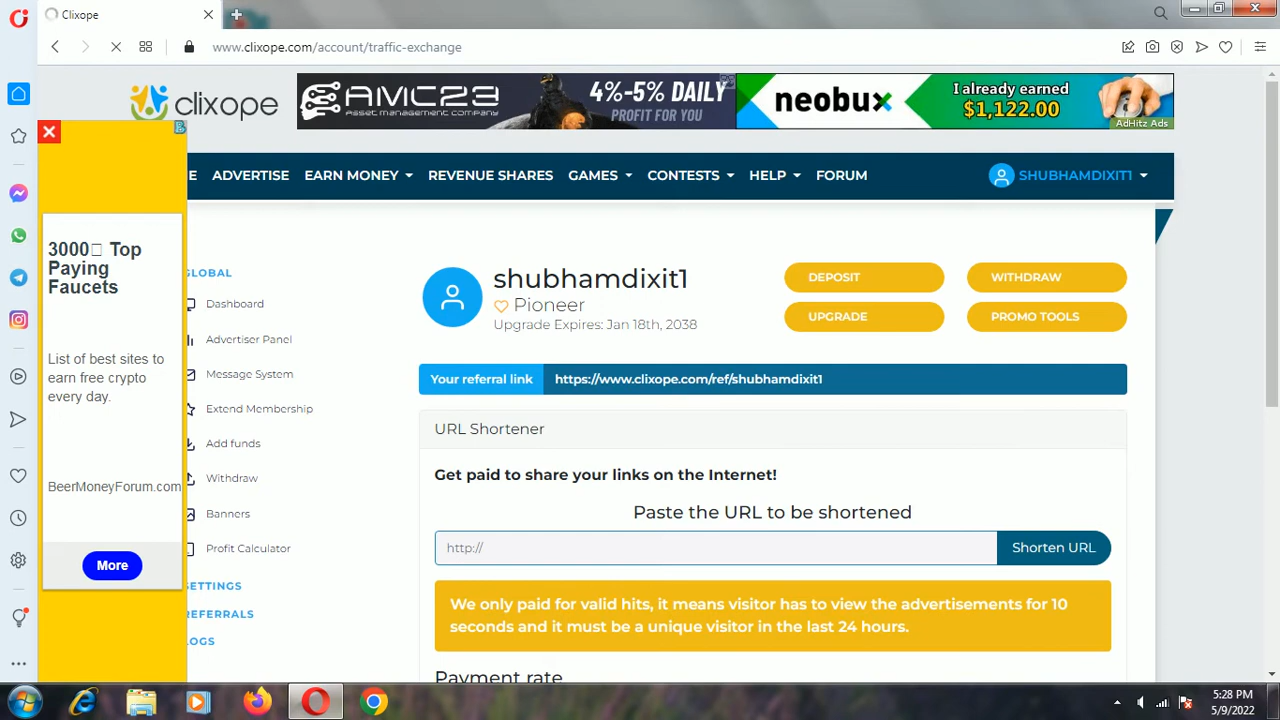 Clixope
www.clixope.com/account/traffic-exchange
clixope
AMC23
Asset management company
4%-5% DAILY
PROFIT FOR YOU
neobux
I already earned
$1,122.00
AdHitz Ads
E ADVERTISE EARN MONEY REVENUE SHARES GAMES CONTESTS HELP FORUM SHUBHAMDIXIT1
3000 Top
Paying
Faucets
List of best sites to
earn free crypto
every day.
BeerMoneyForum.com
More
GLOBAL
Dashboard
Advertiser Panel
Message System
Extend Membership
Add funds
Withdraw
Banners
Profit Calculator
SETTINGS
REFERRALS
LOGS
shubhamdixit1
Pioneer
Upgrade Expires: Jan 18th, 2038
DEPOSIT
WITHDRAW
UPGRADE
PROMO TOOLS
Your referral link https://www.clixope.com/ref/shubhamdixit1
URL Shortener
Get paid to share your links on the Internet!
Paste the URL to be shortened
http:// Shorten URL
We only paid for valid hits, it means visitor has to view the advertisements for 10
seconds and it must be a unique visitor in the last 24 hours.
Payment rate
5:28 PM
5/9/2022